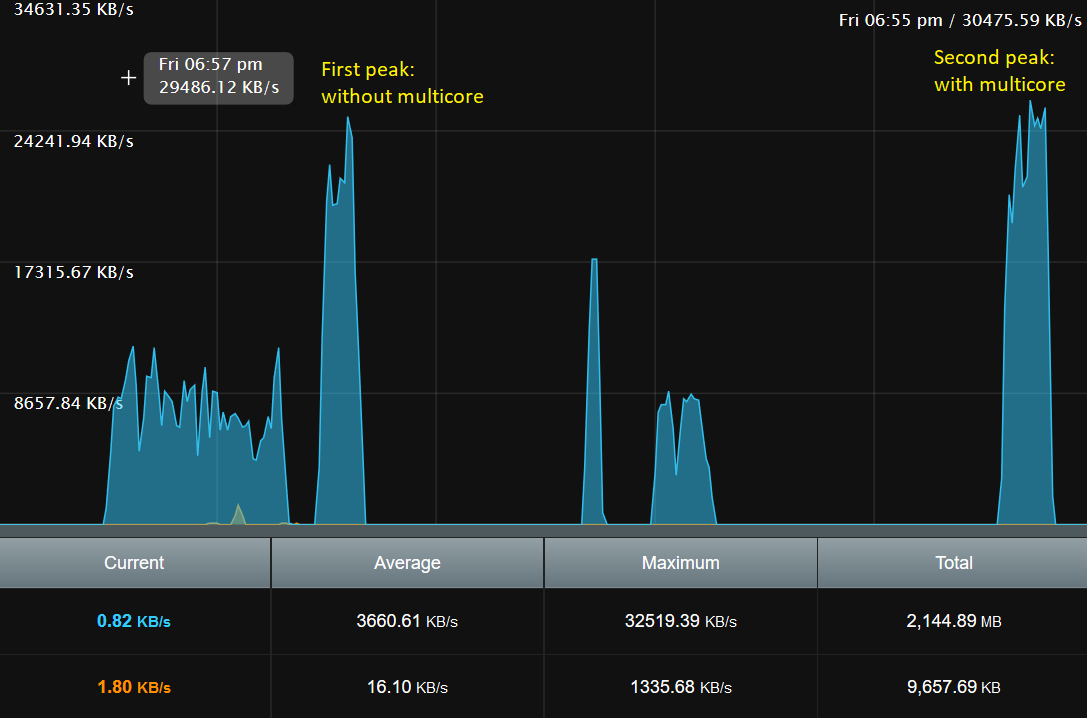 34631.35 KB/s
Fri 06:55 pm / 30475.59 KB/s
Fri 06:57 pm
29486.12 KB/s
First peak:
without multicore
Second peak:
with multicore
24241.94 KB/s
17315.67 KB/s
8657.84 KB/s
Current Average Maximum Total
0.82 KB/s 3660.61 KB/s 32519.39 KB/s 2,144.89 MB
1.80 KB/s 16.10 KB/s 1335.68 KB/s 9,657.69 KB